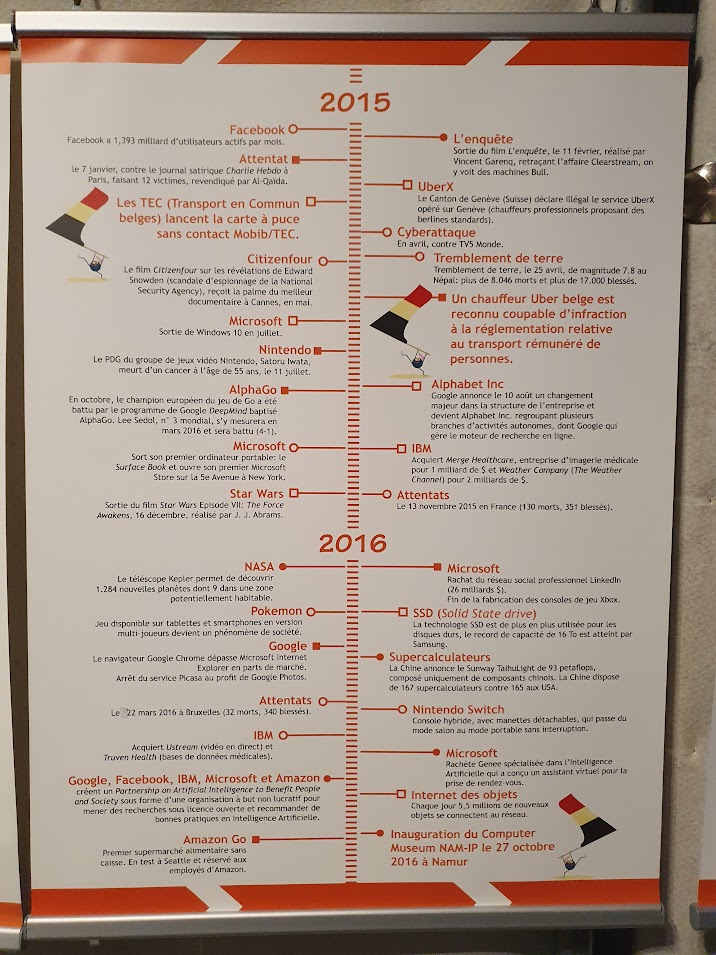 2015
Facebook
Facebook a 1,393 milliard d'utilisateurs actifs par mois.
Attentat
le 7 janvier, contre le journal satirique Charlie Hebdo à
Paris, faisant 12 victimes, revendiqué par Al-Qaïda.
Les TEC (Transport en Commun
belges) lancent la carte à puce
sans contact Mobib/TEC.
Citizenfour
Le film Citizenfour sur les révélations de Edward
Snowden (scandale d'espionnage de la National
Security Agency), reçoit la palme du meilleur
documentaire à Cannes, en mai.
Microsoft
Sortie de Windows 10 en juillet.
Nintendo
Le PDG du groupe de jeux vidéo Nintendo, Satoru Iwata,
meurt d'un cancer à l'âge de 55 ans, le 11 juillet.
AlphaGo
En octobre, le champion européen du jeu de Go a été
battu par le programme de Google DeepMind baptisé
AlphaGo. Lee Sedol, n° 3 mondial, s'y mesurera en
mars 2016 et sera battu (4-1).
Microsoft
Sort son premier ordinateur portable: le
Surface Book et ouvre son premier Microsoft
Store sur la 5e Avenue à New York.
Star Wars
Sortie du film Star Wars Episode VII: The Force
Awakens, 16 décembre, réalisé par J. J. Abrams.
L'enquête
Sortie du film L'enquête, le 11 février, réalisé par
Vincent Garenq, retraçant l'affaire Clearstream, on
y voit des machines Bull.
UberX
Le Canton de Genève (Suisse) déclare illégal le service UberX
opéré sur Genève (chauffeurs professionnels proposant des
berlines standards).
Cyberattaque
En avril, contre TV5 Monde.
Tremblement de terre
Tremblement de terre, le 25 avril, de magnitude 7,8 au
Népal: plus de 8.046 morts et plus de 17.000 blessés.
Un chauffeur Uber belge est
reconnu coupable d'infraction
à la réglementation relative
au transport rémunéré de
personnes.
Alphabet Inc
Google annonce le 10 août un changement
majeur dans la structure de l'entreprise et
devient Alphabet Inc. regroupant plusieurs
branches d'activités autonomes, dont Google qui
gère le moteur de recherche en ligne.
IBM
Acquiert Merge Healthcare, entreprise d'imagerie médicale
pour 1 milliard de $ et Weather Company (The Weather
Channel) pour 2 milliards de $.
Attentats
Le 13 novembre 2015 en France (130 morts, 351 blessés).
2016
NASA
Le téléscope Kepler permet de découvrir
1.284 nouvelles planètes dont 9 dans une zone
potentiellement habitable.
Pokemon
Jeu disponible sur tablettes et smartphones en version
multi-joueurs devient un phénomène de société.
Google
Le navigateur Google Chrome dépasse Microsoft Internet
Explorer en parts de marché.
Arrêt du service Picasa au profit de Google Photos.
Attentats
Le 22 mars 2016 à Bruxelles (32 morts, 340 blessés).
IBM
Acquiert Ustream (vidéo en direct) et
Truven Health (bases de données médicales).
Google, Facebook, IBM, Microsoft et Amazon
créent un Partnership on Artificial Intelligence to Benefit People
and Society sous forme d'une organisation à but non lucratif pour
mener des recherches sous licence ouverte et recommander de
bonnes pratiques en Intelligence Artificielle.
Amazon Go
Premier supermarché alimentaire sans
caisse. En test à Seattle et réservé aux
employés d'Amazon.
Microsoft
Rachat du réseau social professionnel LinkedIn
(26 milliards $).
Fin de la fabrication des consoles de jeu Xbox.
SSD (Solid State drive)
La technologie SSD est de plus en plus utilisée pour les
disques durs, le record de capacité de 16 To est atteint par
Samsung.
Supercalculateurs
La Chine annonce le Sunway TaihuLight de 93 petaflops,
composé uniquement de composants chinois. La Chine dispose
de 167 supercalculateurs contre 165 aux USA.
Nintendo Switch
Console hybride, avec manettes détachables, qui passe du
mode salon au mode portable sans interruption.
Microsoft
Rachète Genee spécialisée dans l'Intelligence
Artificielle qui a conçu un assistant virtuel pour la
prise de rendez-vous.
Internet des objets
Chaque jour 5,5 millions de nouveaux
objets se connectent au réseau.
Inauguration du Computer
Museum NAM-IP le 27 octobre
2016 à Namur